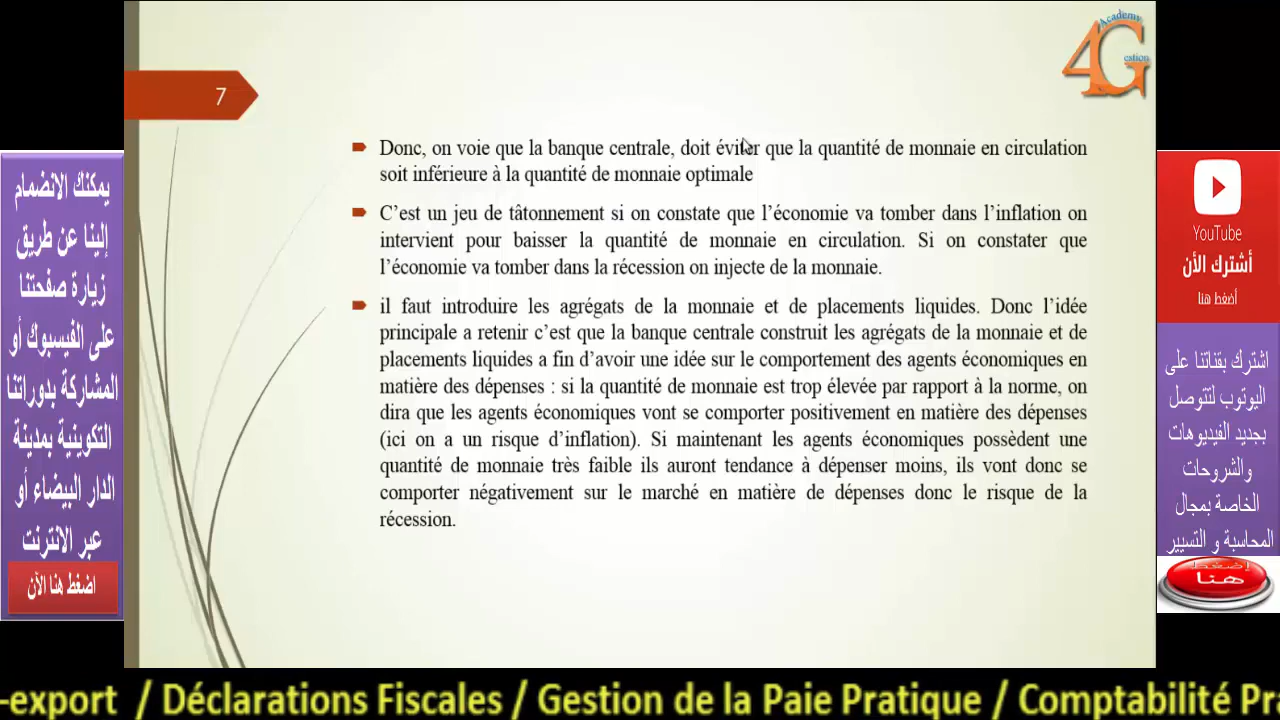 Academy
4G
estion
7
Donc, on voie que la banque centrale, doit éviter que la quantité de monnaie en circulation
soit inférieure à la quantité de monnaie optimale
C’est un jeu de tâtonnement si on constate que l’économie va tomber dans l’inflation on
intervient pour baisser la quantité de monnaie en circulation. Si on constater que
l’économie va tomber dans la récession on injecte de la monnaie.
il faut introduire les agrégats de la monnaie et de placements liquides. Donc l’idée
principale a retenir c’est que la banque centrale construit les agrégats de la monnaie et de
placements liquides a fin d’avoir une idée sur le comportement des agents économiques en
matière des dépenses : si la quantité de monnaie est trop élevée par rapport à la norme, on
dira que les agents économiques vont se comporter positivement en matière des dépenses
(ici on a un risque d’inflation). Si maintenant les agents économiques possèdent une
quantité de monnaie très faible ils auront tendance à dépenser moins, ils vont donc se
comporter négativement sur le marché en matière de dépenses donc le risque de la
récession.
يمكنك الانضمام
إلينا عن طريق
زيارة صفحتنا
على الفيسبوك أو
المشاركة بدوراتنا
التكوينية بمدينة
الدار البيضاء أو
عبر الانترنت
اضغط هنا الآن
YouTube
أشترك الأن
أضغط هنا
اشترك بقناتنا على
اليوتوب لتتوصل
بجديد الفيديوهات
والشروحات
الخاصة بمجال
المحاسبة و التسيير
إضغط
هنا
-export / Déclarations Fiscales / Gestion de la Paie Pratique / Comptabilité Pra